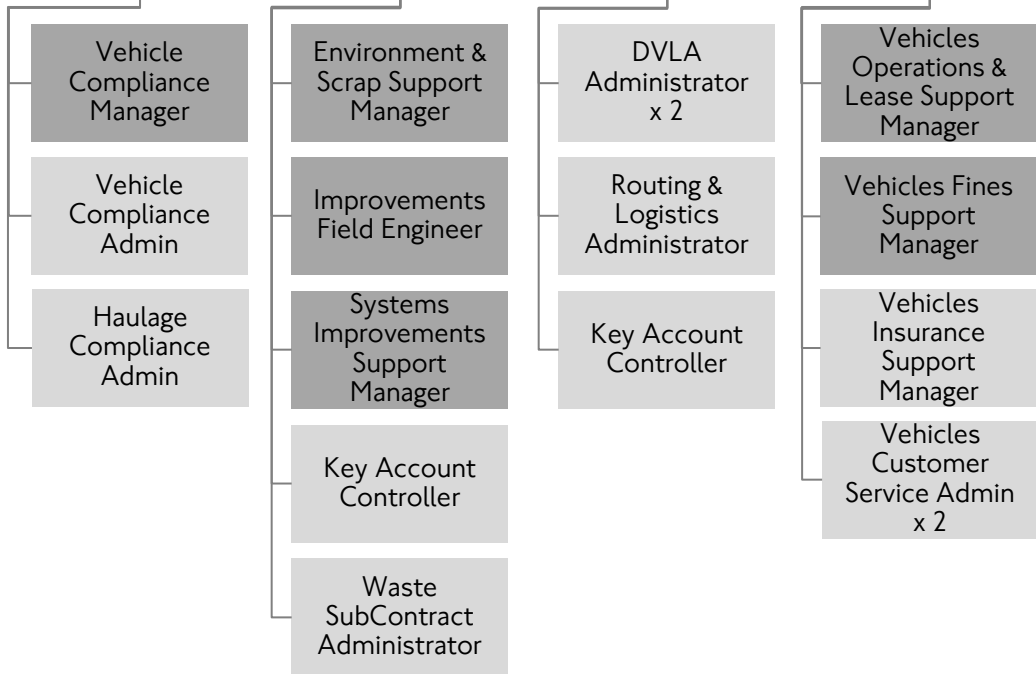 Vehicle
Compliance
Manager
Vehicle
Compliance
Admin
Haulage
Compliance
Admin
Environment &
Scrap Support
Manager
Improvements
Field Engineer
Systems
Improvements
Support
Manager
Key Account
Controller
Waste
SubContract
Administrator
DVLA
Administrator
x 2
Routing &
Logistics
Administrator
Key Account
Controller
Vehicles
Operations &
Lease Support
Manager
Vehicles Fines
Support
Manager
Vehicles
Insurance
Support
Manager
Vehicles
Customer
Service Admin
x 2